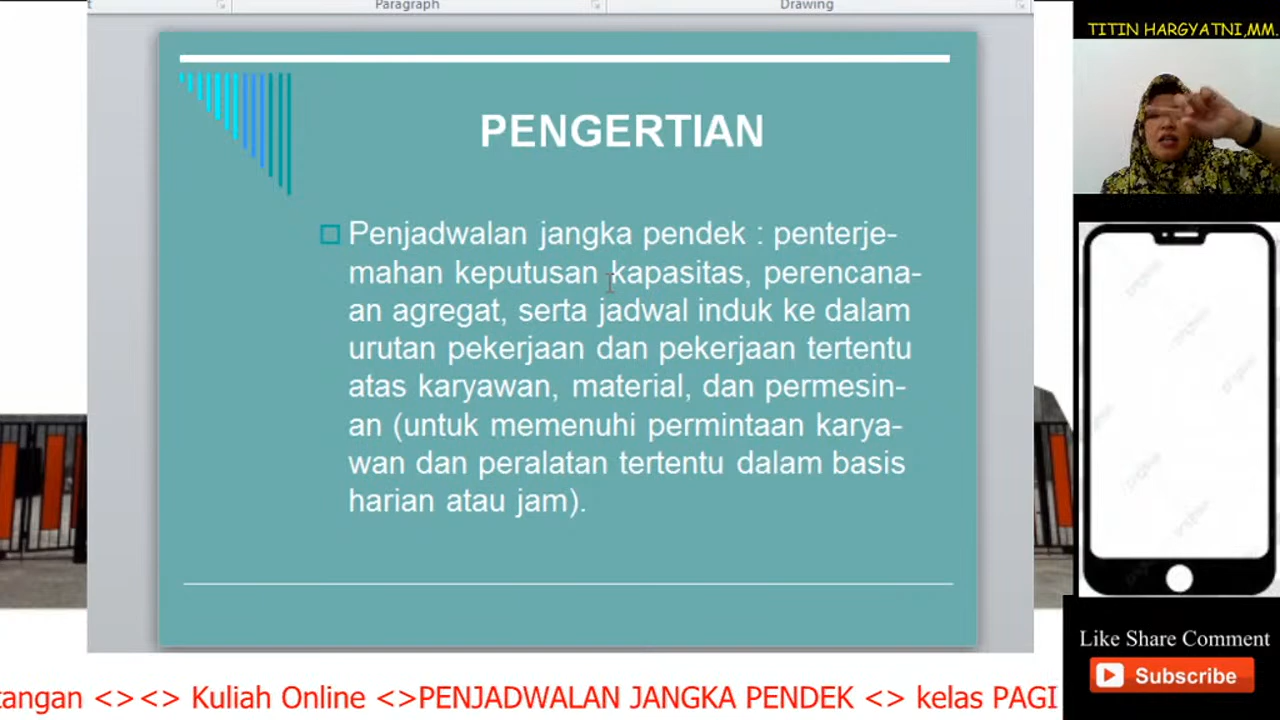 Paragraph
Drawing
TITIN HARGYATNI,MM.
PENGERTIAN
Penjadwalan jangka pendek : penterje-
mahan keputusan kapasitas, perencana-
an agregat, serta jadwal induk ke dalam
urutan pekerjaan dan pekerjaan tertentu
atas karyawan, material, dan permesin-
an (untuk memenuhi permintaan karya-
wan dan peralatan tertentu dalam basis
harian atau jam).
Like Share Comment
Subscribe
tangan <><> Kuliah Online <>PENJADWALAN JANGKA PENDEK <> kelas PAGI